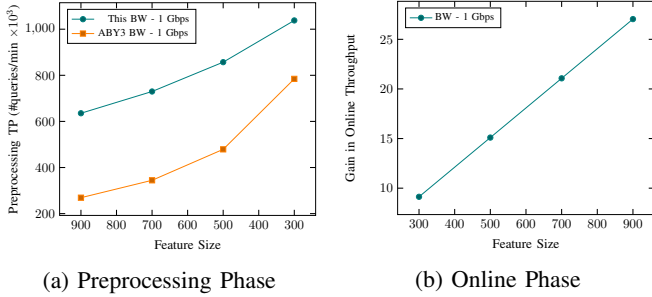 This BW - 1 Gbps
ABY3 BW - 1 Gbps
Preprocessing TP (#queries/min ×10³)
1,000
800
600
400
200
900 800 700 600 500 400 300
Feature Size
(a) Preprocessing Phase
BW - 1 Gbps
Gain in Online Throughput
25
20
15
10
300 400 500 600 700 800 900
Feature Size
(b) Online Phase